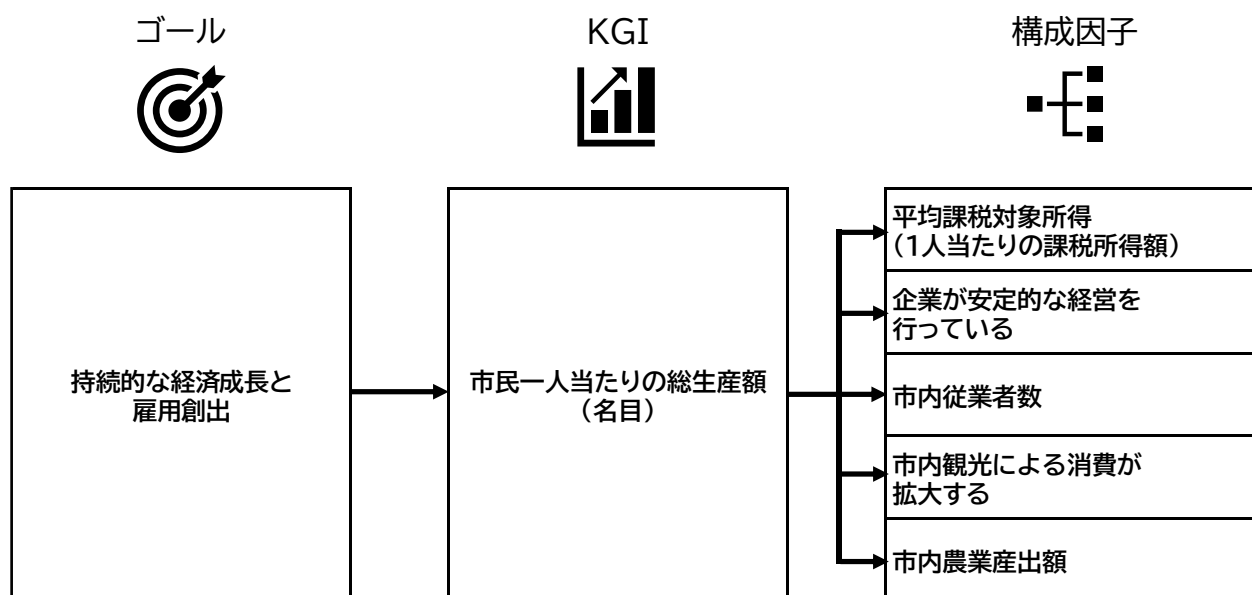 ゴール
KGI
構成因子
持続的な経済成長と
雇用創出
市民一人当たりの総生産額
（名目）
平均課税対象所得
（1人当たりの課税所得額）
企業が安定的な経営を
行っている
市内従業者数
市内観光による消費が
拡大する
市内農業産出額